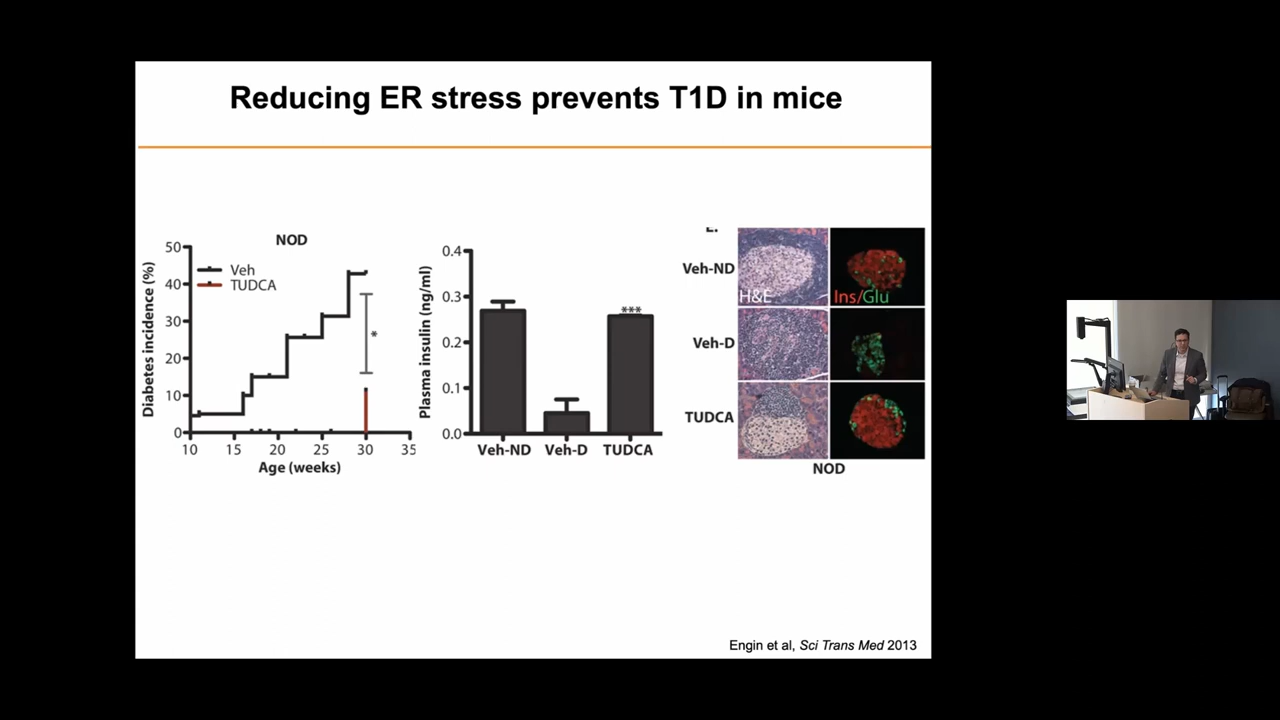 Reducing ER stress prevents T1D in mice
NOD
Diabetes incidence (%)
50
40
30
20
10
0
Veh
TUDCA
*
10 15 20 25 30 35
Age (weeks)
Plasma insulin (ng/ml)
0.4
0.3
0.2
0.1
0.0
***
Veh-ND Veh-D TUDCA
E.
Veh-ND
H&E
Ins/Glu
Veh-D
TUDCA
NOD
Engin et al, Sci Trans Med 2013